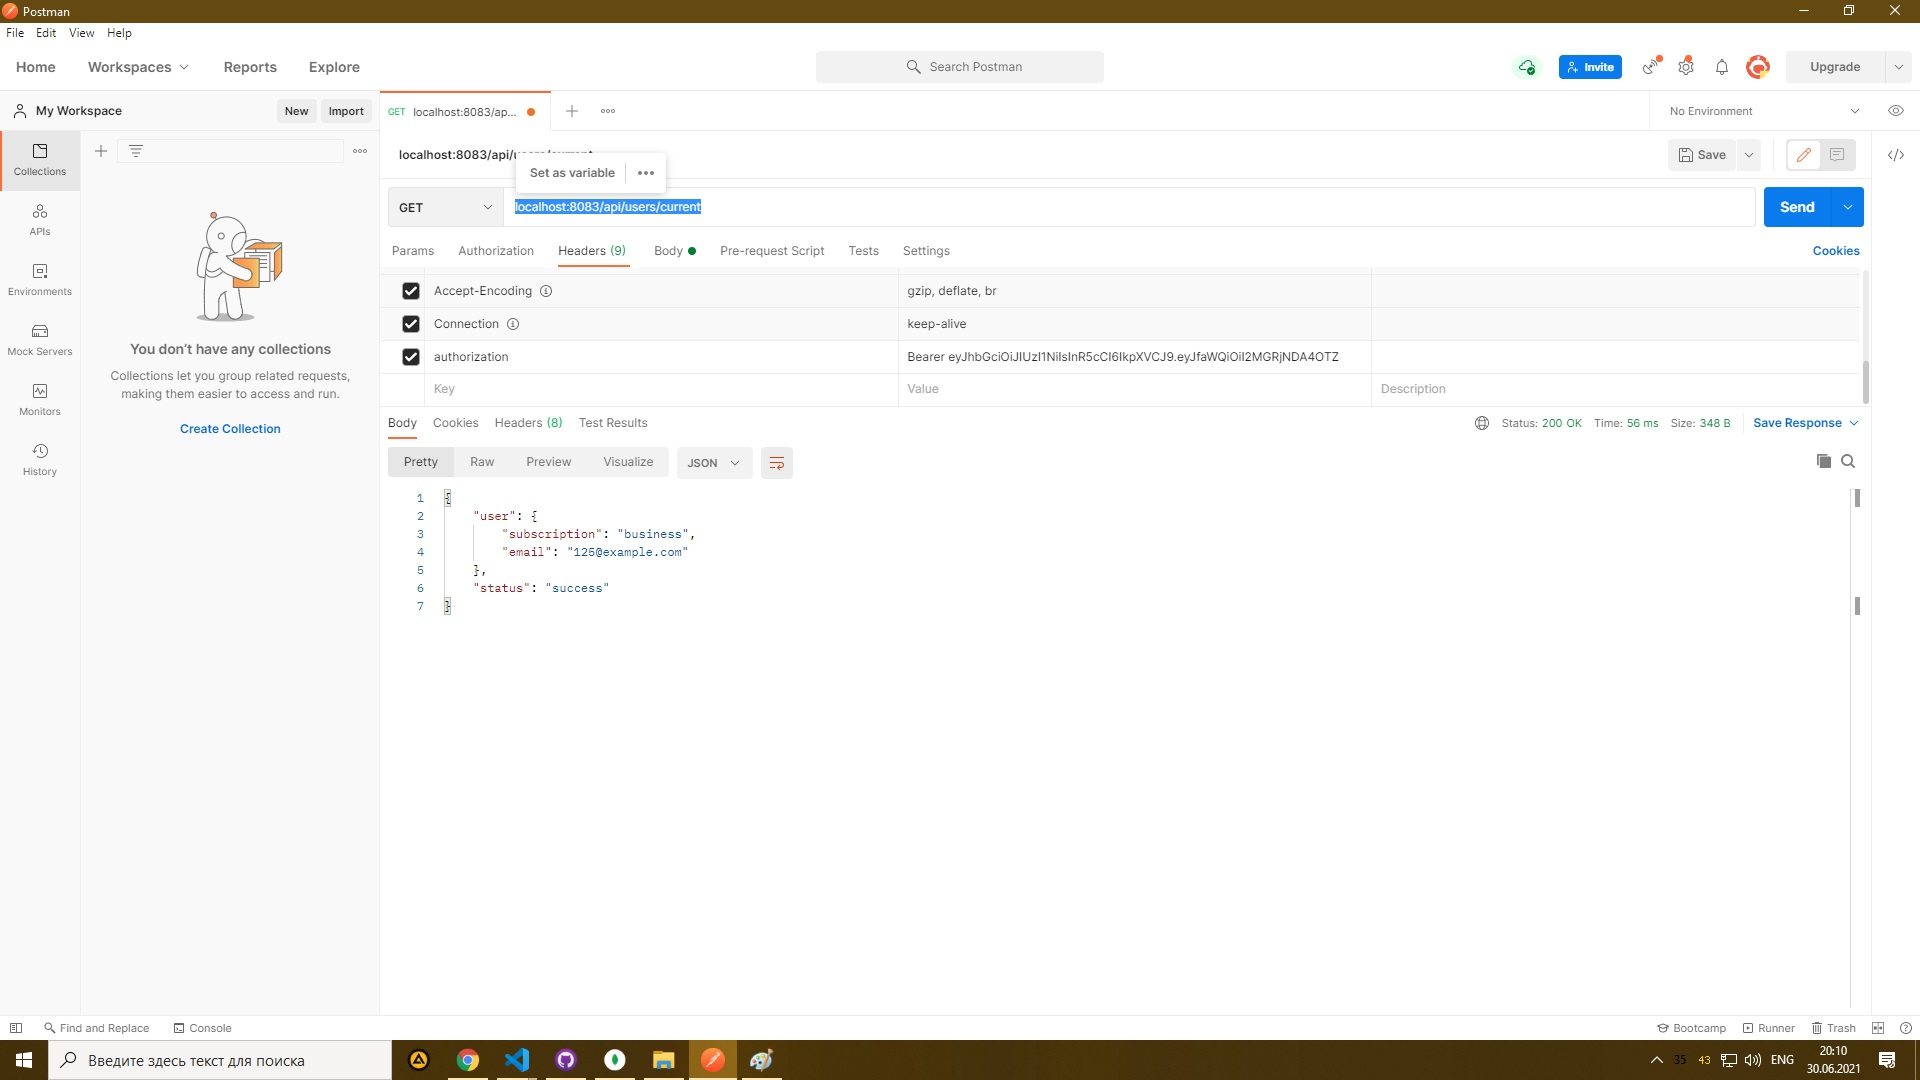 Postman
File Edit View Help
Home Workspaces Reports Explore
Search Postman
Invite
Upgrade
My Workspace
New Import
GET localhost:8083/ap...
No Environment
Collections
APIs
Environments
Mock Servers
Monitors
History
You don't have any collections
Collections let you group related requests,
making them easier to access and run.
Create Collection
localhost:8083/api/users/current
Set as variable
Save
GET
localhost:8083/api/users/current
Send
Params Authorization Headers (9) Body Pre-request Script Tests Settings
Cookies
Accept-Encoding gzip, deflate, br
Connection keep-alive
authorization Bearer eyJhbGciOiJIUzI1NiIsInR5cCI6IkpXVCJ9.eyJfaWQiOiI2MGRjNDA4OTZ
Key Value Description
Body Cookies Headers (8) Test Results
Status: 200 OK Time: 56 ms Size: 348 B Save Response
Pretty Raw Preview Visualize JSON
1 {
2 "user": {
3 "subscription": "business",
4 "email": "125@example.com"
5 },
6 "status": "success"
7 }
Find and Replace Console
Bootcamp Runner Trash
Введите здесь текст для поиска
35 43 ENG
20:10
30.06.2021